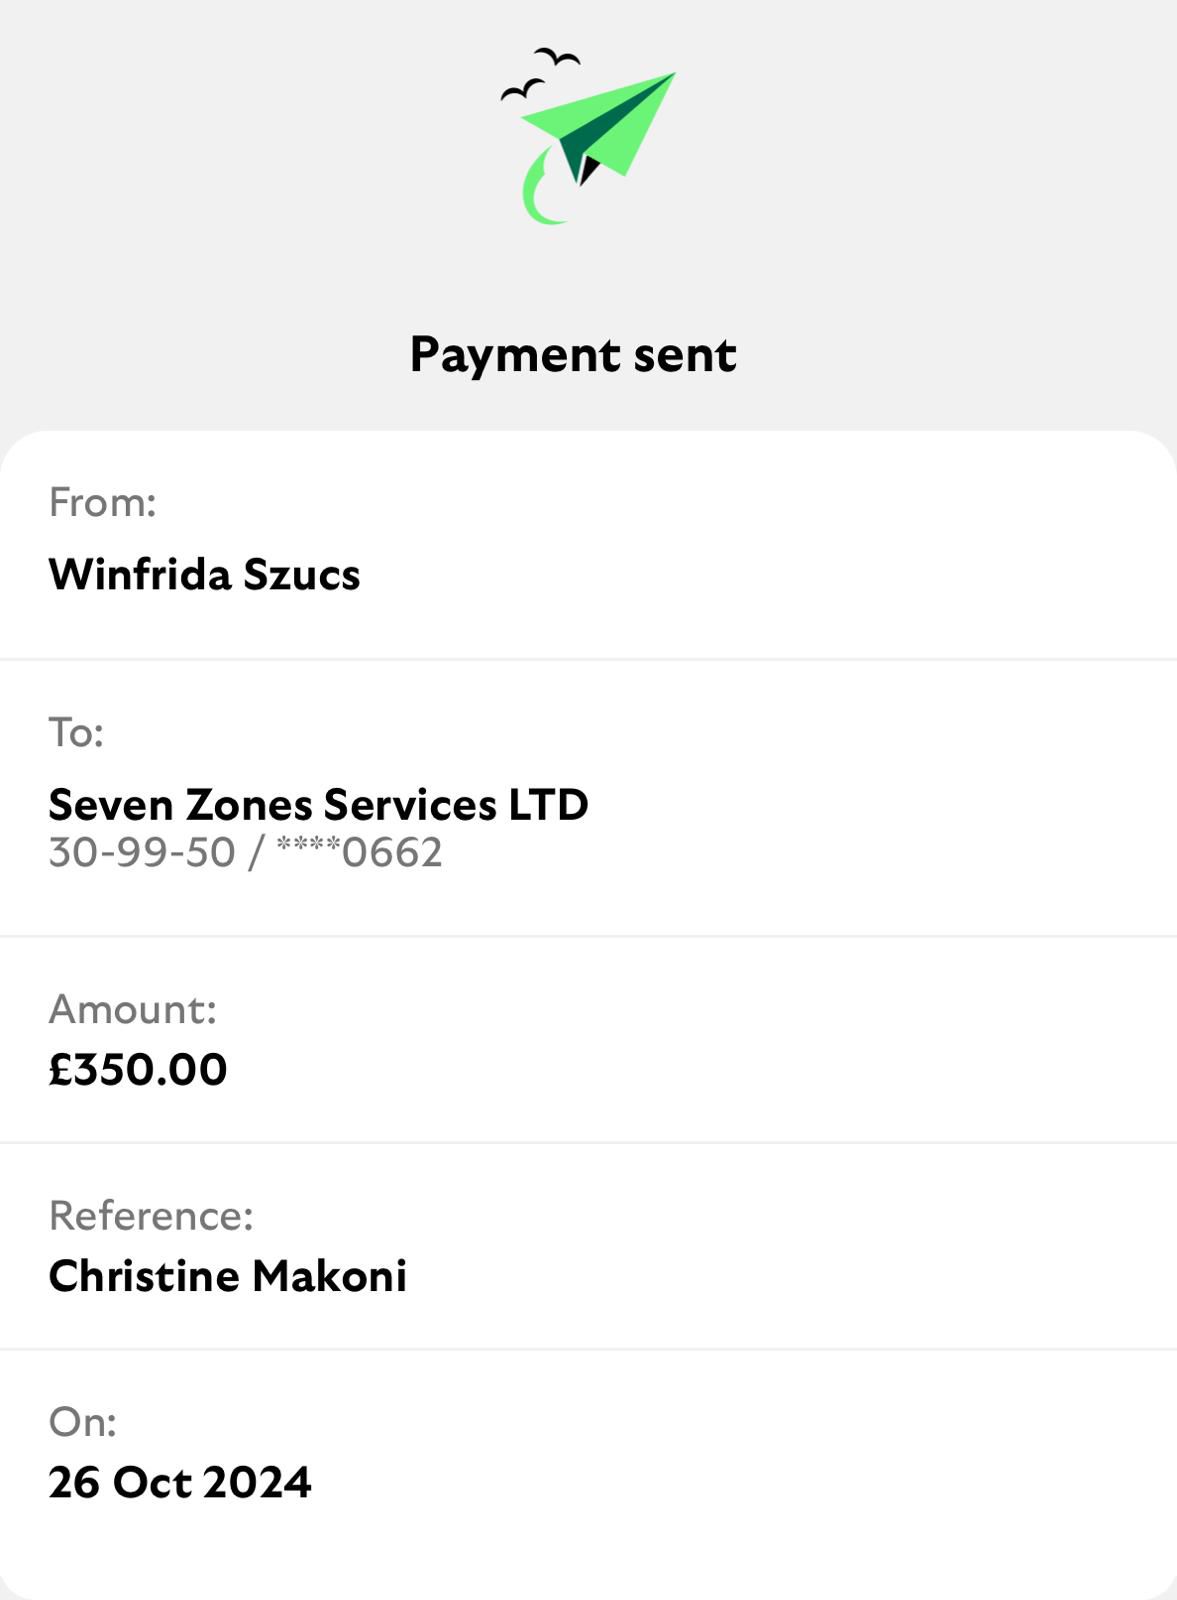 Payment sent
From:
Winfrida Szucs
To:
Seven Zones Services LTD
30-99-50 / ****0662
Amount:
£350.00
Reference:
Christine Makoni
On:
26 Oct 2024